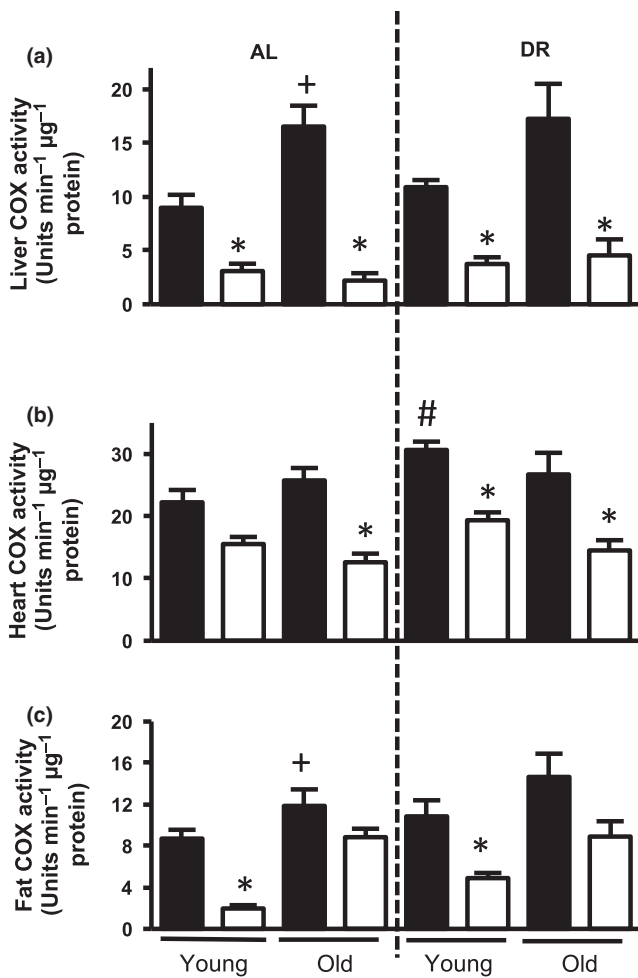 AL DR
(a)
Liver COX activity
(Units min⁻¹ µg⁻¹
protein)
20
15
10
5
0
+
*
*
*
*
(b)
Heart COX activity
(Units min⁻¹ µg⁻¹
protein)
30
20
10
0
#
*
*
*
(c)
Fat COX activity
(Units min⁻¹ µg⁻¹
protein)
20
16
12
8
4
0
+
*
*
Young Old Young Old